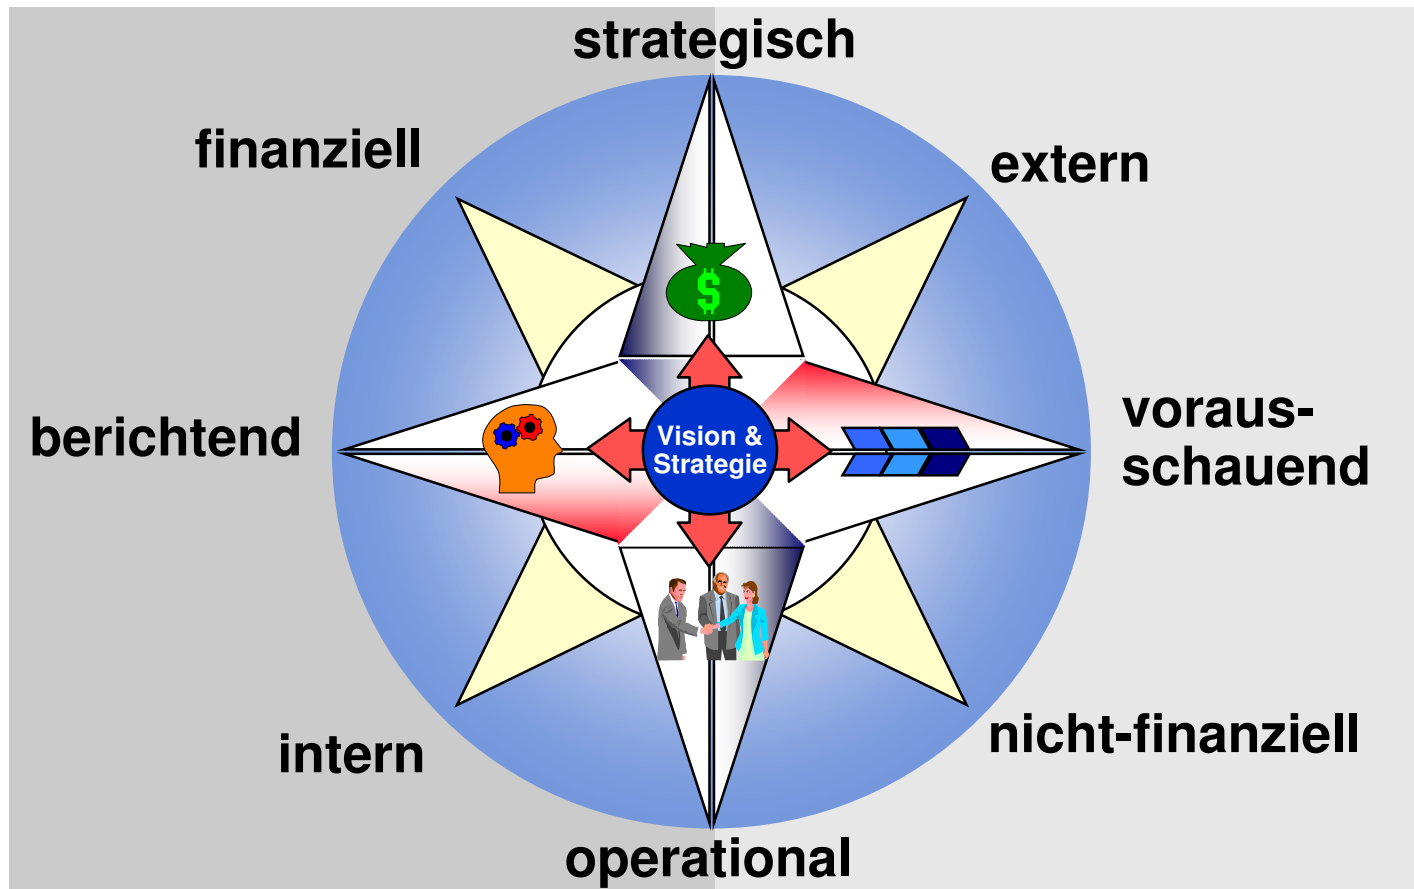 strategisch
finanziell
extern
berichtend
Vision &
Strategie
voraus-
schauend
$
intern
nicht-finanziell
operational